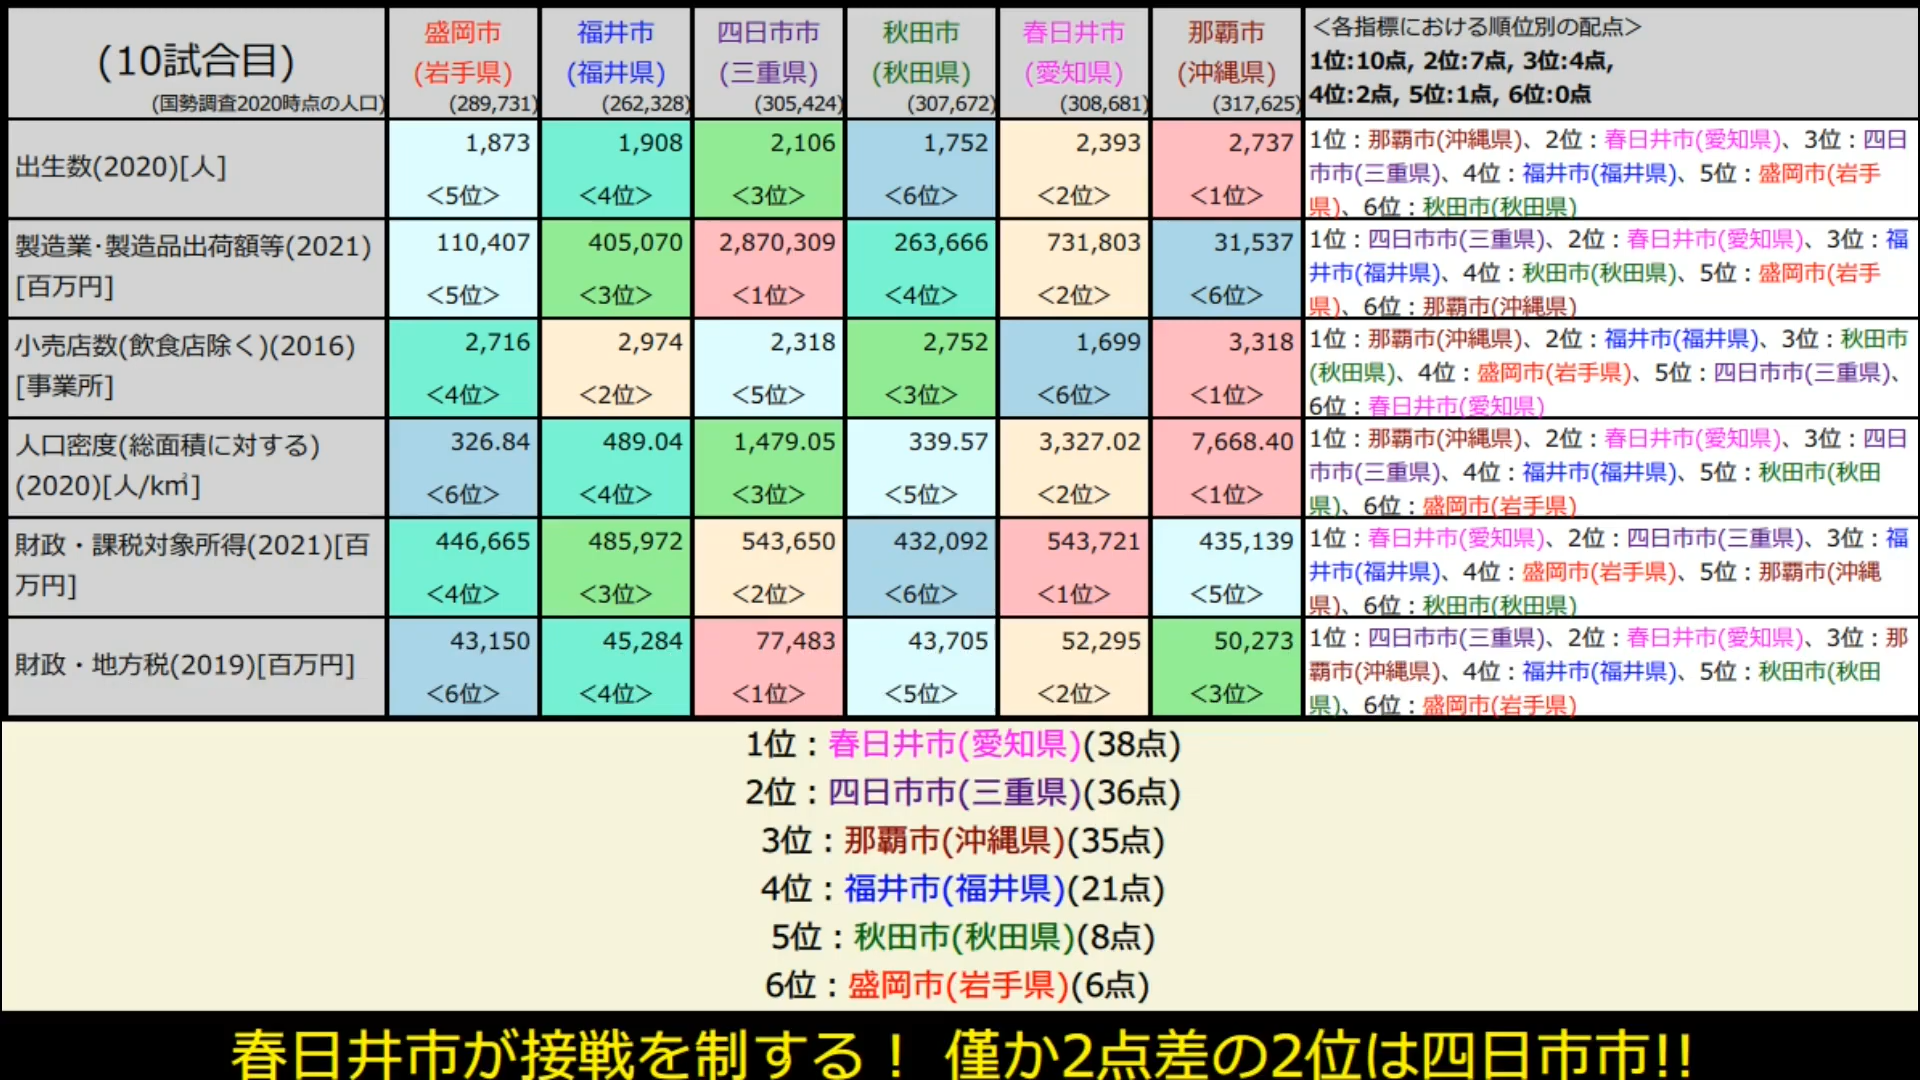 (10試合目)
(国勢調査2020時点の人口)
盛岡市
(岩手県)
(289,731)
福井市
(福井県)
(262,328)
四日市市
(三重県)
(305,424)
秋田市
(秋田県)
(307,672)
春日井市
(愛知県)
(308,681)
那覇市
(沖縄県)
(317,625)
＜各指標における順位別の配点＞
1位:10点, 2位:7点, 3位:4点,
4位:2点, 5位:1点, 6位:0点
出生数(2020)[人]
1,873
<5位>
1,908
<4位>
2,106
<3位>
1,752
<6位>
2,393
<2位>
2,737
<1位>
1位：那覇市(沖縄県)、2位：春日井市(愛知県)、3位：四日
市市(三重県)、4位：福井市(福井県)、5位：盛岡市(岩手
県)、6位：秋田市(秋田県)
製造業･製造品出荷額等(2021)
[百万円]
110,407
<5位>
405,070
<3位>
2,870,309
<1位>
263,666
<4位>
731,803
<2位>
31,537
<6位>
1位：四日市市(三重県)、2位：春日井市(愛知県)、3位：福
井市(福井県)、4位：秋田市(秋田県)、5位：盛岡市(岩手
県)、6位：那覇市(沖縄県)
小売店数(飲食店除く)(2016)
[事業所]
2,716
<4位>
2,974
<2位>
2,318
<5位>
2,752
<3位>
1,699
<6位>
3,318
<1位>
1位：那覇市(沖縄県)、2位：福井市(福井県)、3位：秋田市
(秋田県)、4位：盛岡市(岩手県)、5位：四日市市(三重県)、
6位：春日井市(愛知県)
人口密度(総面積に対する)
(2020)[人/k㎡]
326.84
<6位>
489.04
<4位>
1,479.05
<3位>
339.57
<5位>
3,327.02
<2位>
7,668.40
<1位>
1位：那覇市(沖縄県)、2位：春日井市(愛知県)、3位：四日
市市(三重県)、4位：福井市(福井県)、5位：秋田市(秋田
県)、6位：盛岡市(岩手県)
財政・課税対象所得(2021)[百
万円]
446,665
<4位>
485,972
<3位>
543,650
<2位>
432,092
<6位>
543,721
<1位>
435,139
<5位>
1位：春日井市(愛知県)、2位：四日市市(三重県)、3位：福
井市(福井県)、4位：盛岡市(岩手県)、5位：那覇市(沖縄
県)、6位：秋田市(秋田県)
財政・地方税(2019)[百万円]
43,150
<6位>
45,284
<4位>
77,483
<1位>
43,705
<5位>
52,295
<2位>
50,273
<3位>
1位：四日市市(三重県)、2位：春日井市(愛知県)、3位：那
覇市(沖縄県)、4位：福井市(福井県)、5位：秋田市(秋田
県)、6位：盛岡市(岩手県)
1位：春日井市(愛知県)(38点)
2位：四日市市(三重県)(36点)
3位：那覇市(沖縄県)(35点)
4位：福井市(福井県)(21点)
5位：秋田市(秋田県)(8点)
6位：盛岡市(岩手県)(6点)
春日井市が接戦を制する！ 僅か2点差の2位は四日市市!!